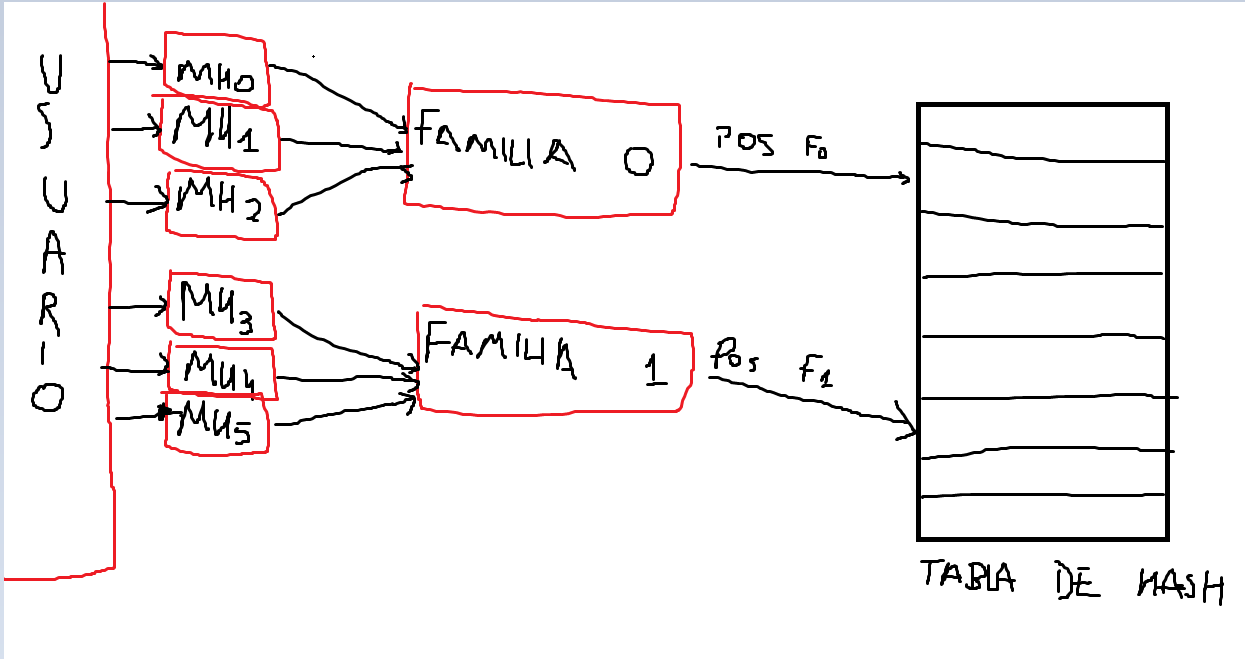 USUARIO
MH0
MH1
MH2
MH3
MH4
MH5
FAMILIA 0
FAMILIA 1
POS F0
Pos F1
TABLA DE HASH